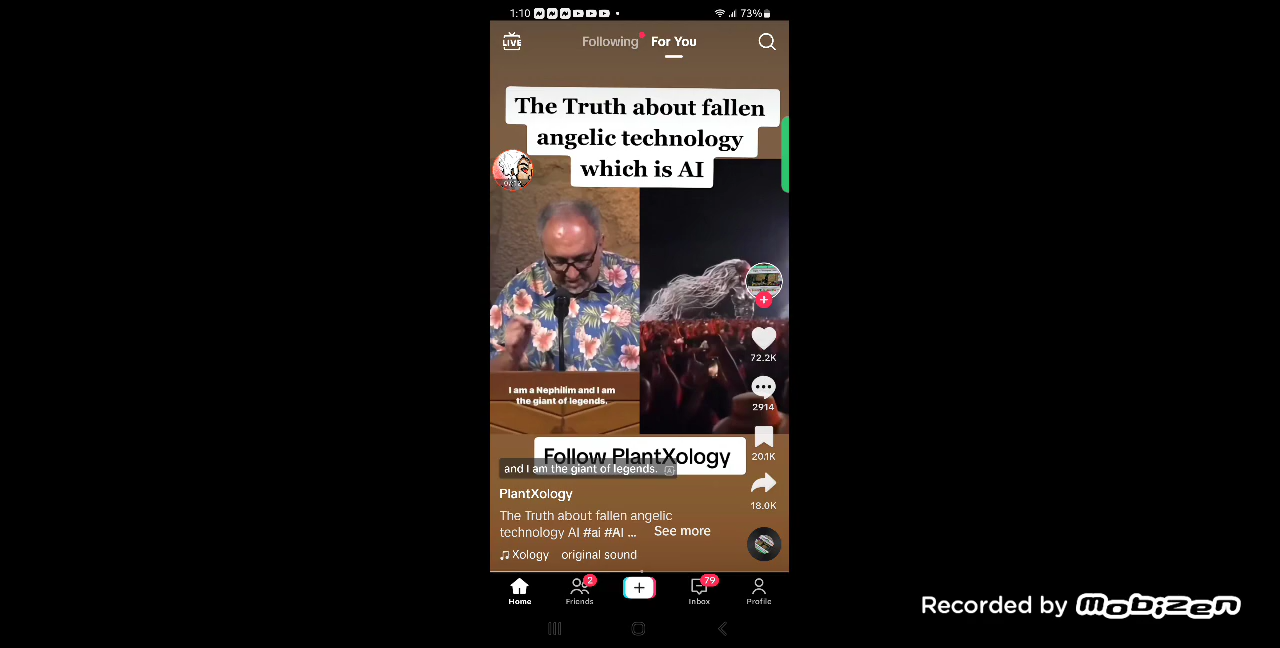 1:10
73%
LIVE
Following
For You
The Truth about fallen
angelic technology
which is AI
07:12
I am a Nephilim and I am
the giant of legends.
72.2K
2914
20.1K
18.0K
Follow PlantXology
and I am the giant of legends.
PlantXology
The Truth about fallen angelic
technology AI #ai #AI ... See more
Xology original sound
2
79
Home
Friends
Inbox
Profile
Recorded by mobizen